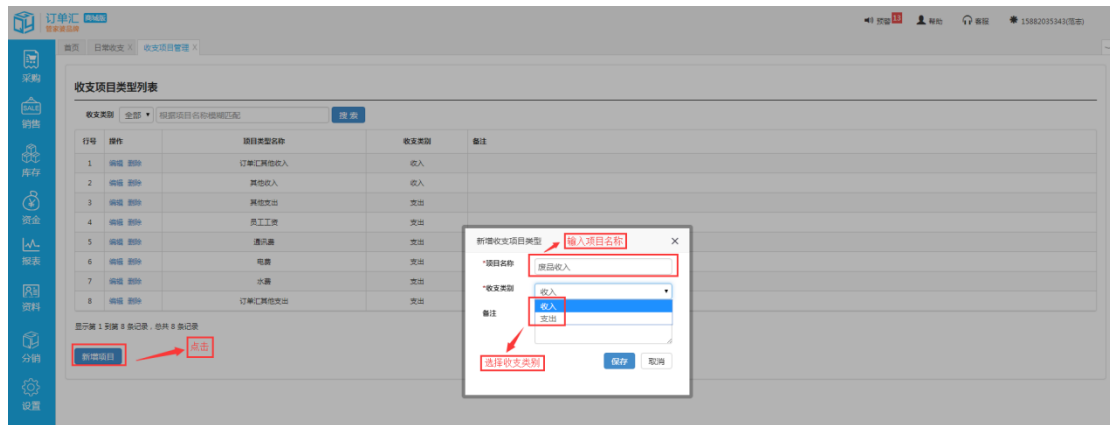 订单汇 商城版
管家婆品牌
预警 13 帮助 客服 15882035343(范志)
首页 日常收支 × 收支项目管理 ×
采购
SALE
销售
库存
资金
报表
资料
分销
设置
收支项目类型列表
收支类别 全部 根据项目名称模糊匹配 搜索
行号 操作 项目类型名称 收支类别 备注
1 编辑 删除 订单汇其他收入 收入
2 编辑 删除 其他收入 收入
3 编辑 删除 其他支出 支出
4 编辑 删除 员工工资 支出
5 编辑 删除 通讯费 支出
6 编辑 删除 电费 支出
7 编辑 删除 水费 支出
8 编辑 删除 订单汇其他支出 支出
显示第 1 到第 8 条记录，总共 8 条记录
新增项目
点击
新增收支项目类型 输入项目名称 ×
*项目名称 废品收入
*收支类别 收入
收入
备注
支出
选择收支类别
保存 取消